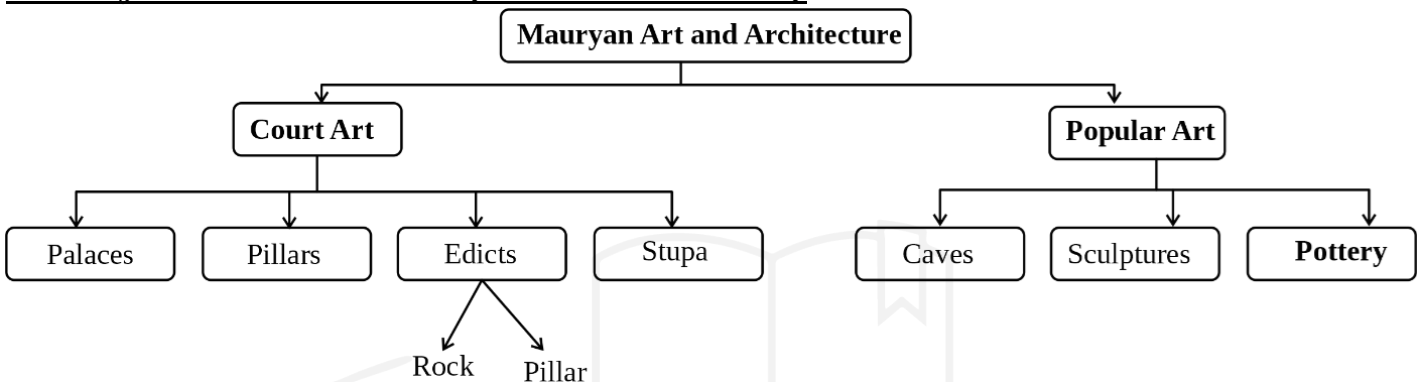 Mauryan Art and Architecture
Court Art
Popular Art
Palaces
Pillars
Edicts
Stupa
Caves
Sculptures
Pottery
Rock
Pillar